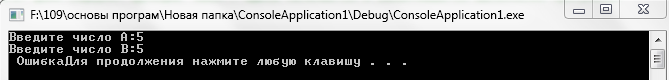 F:\109\основы програм\Новая папка\ConsoleApplication1\Debug\ConsoleApplication1.exe
Введите число A:5
Введите число B:5
ОшибкаДля продолжения нажмите любую клавишу . . .